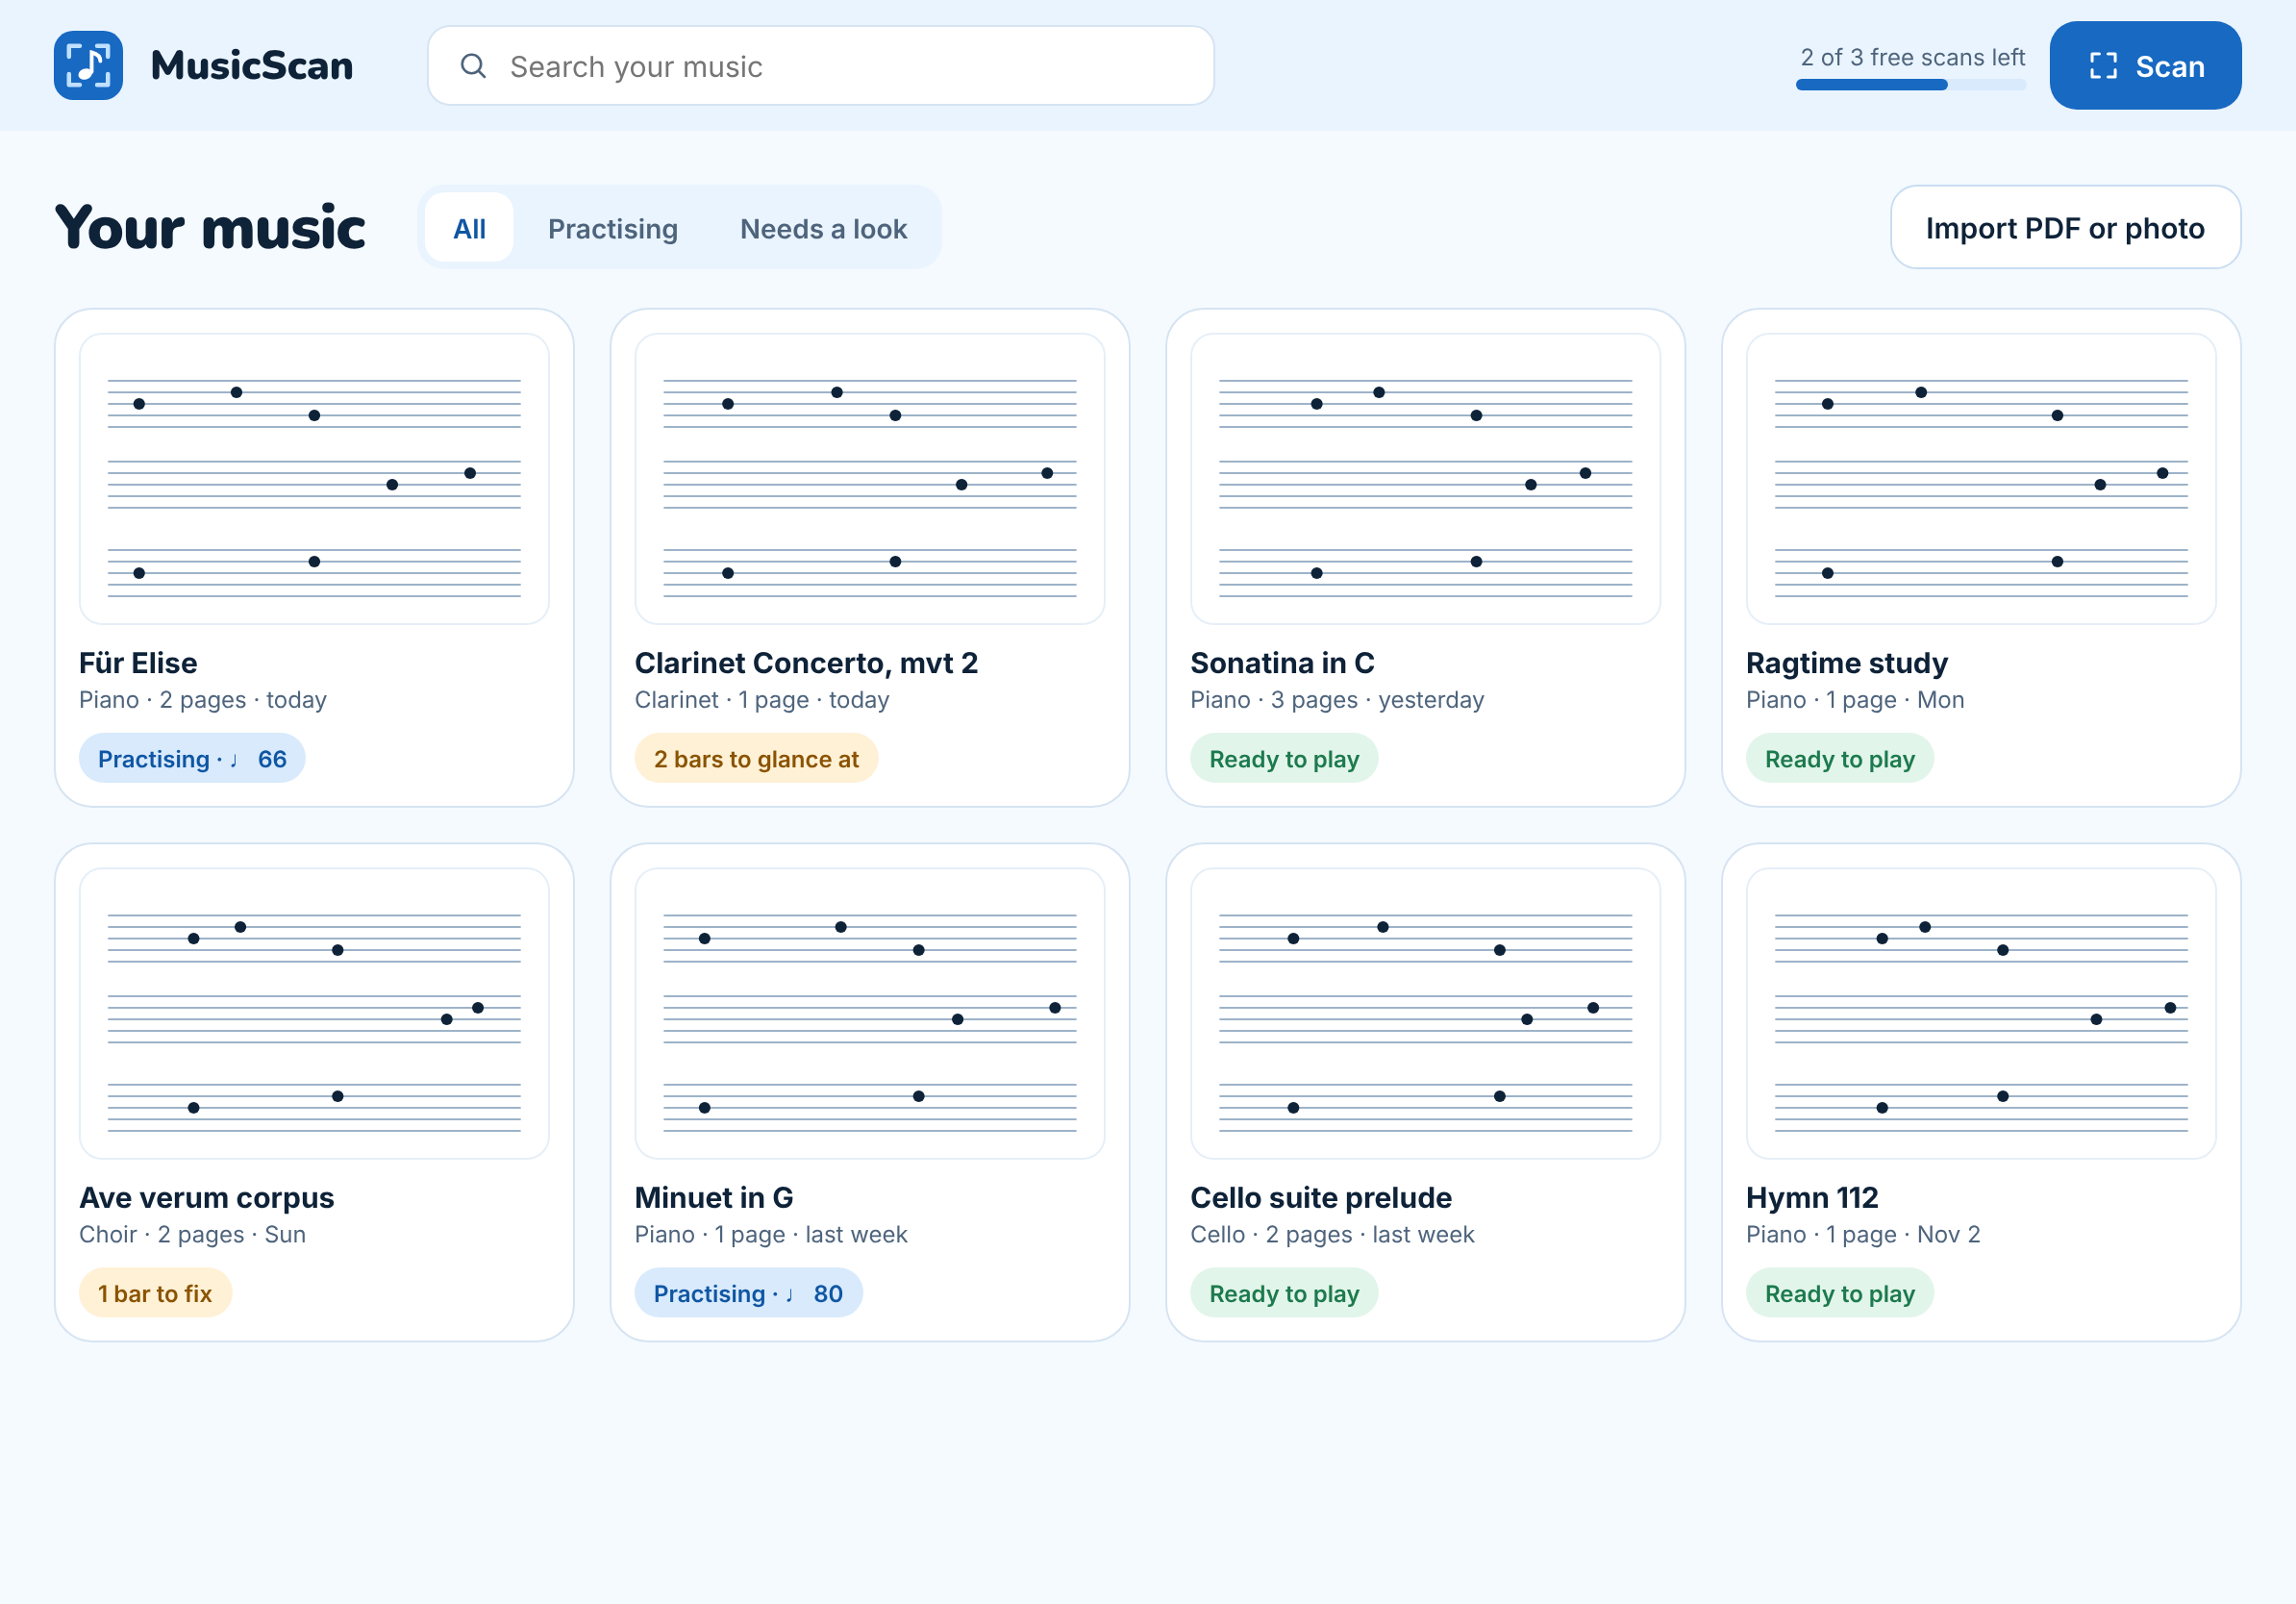 MusicScan
Search your music
2 of 3 free scans left
Scan
Your music
All
Practising
Needs a look
Import PDF or photo
Für Elise
Piano · 2 pages · today
Practising · ♩ 66
Clarinet Concerto, mvt 2
Clarinet · 1 page · today
2 bars to glance at
Sonatina in C
Piano · 3 pages · yesterday
Ready to play
Ragtime study
Piano · 1 page · Mon
Ready to play
Ave verum corpus
Choir · 2 pages · Sun
1 bar to fix
Minuet in G
Piano · 1 page · last week
Practising · ♩ 80
Cello suite prelude
Cello · 2 pages · last week
Ready to play
Hymn 112
Piano · 1 page · Nov 2
Ready to play